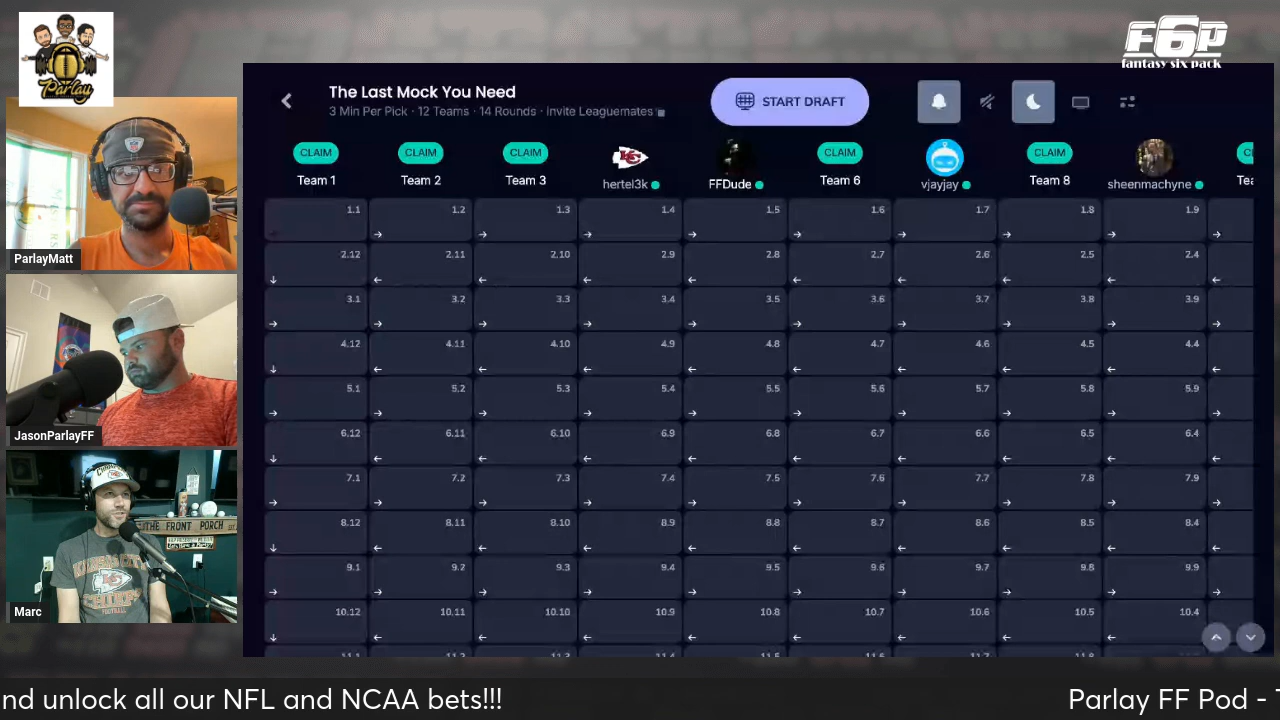 Parlay
F6P
fantasy six pack
The Last Mock You Need
3 Min Per Pick · 12 Teams · 14 Rounds · Invite Leaguemates
START DRAFT
CLAIM CLAIM CLAIM CLAIM CLAIM
Team 1 Team 2 Team 3 hertel3k FFDude Team 6 vjayjay Team 8 sheenmachyne
1.1 1.2 1.3 1.4 1.5 1.6 1.7 1.8 1.9
2.12 2.11 2.10 2.9 2.8 2.7 2.6 2.5 2.4
3.1 3.2 3.3 3.4 3.5 3.6 3.7 3.8 3.9
4.12 4.11 4.10 4.9 4.8 4.7 4.6 4.5 4.4
5.1 5.2 5.3 5.4 5.5 5.6 5.7 5.8 5.9
6.12 6.11 6.10 6.9 6.8 6.7 6.6 6.5 6.4
7.1 7.2 7.3 7.4 7.5 7.6 7.7 7.8 7.9
8.12 8.11 8.10 8.9 8.8 8.7 8.6 8.5 8.4
9.1 9.2 9.3 9.4 9.5 9.6 9.7 9.8 9.9
10.12 10.11 10.10 10.9 10.8 10.7 10.6 10.5 10.4
ParlayMatt
JasonParlayFF
THE FRONT PORCH
KANSAS CITY
KC
FOOTBALL
Marc
nd unlock all our NFL and NCAA bets!!!
Parlay FF Pod -